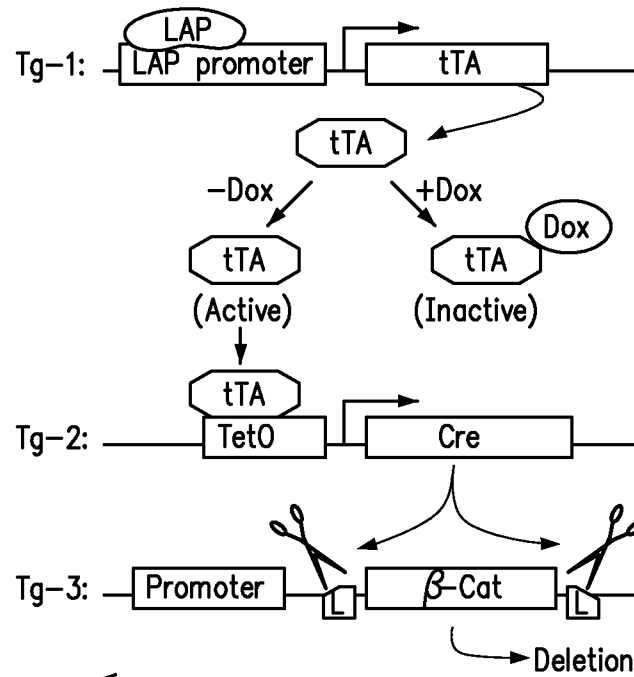 LAP
Tg-1: LAP promoter tTA
tTA
-Dox +Dox
Dox
tTA tTA
(Active) (Inactive)
tTA
Tg-2: TetO Cre
Tg-3: Promoter L β-Cat L
Deletion